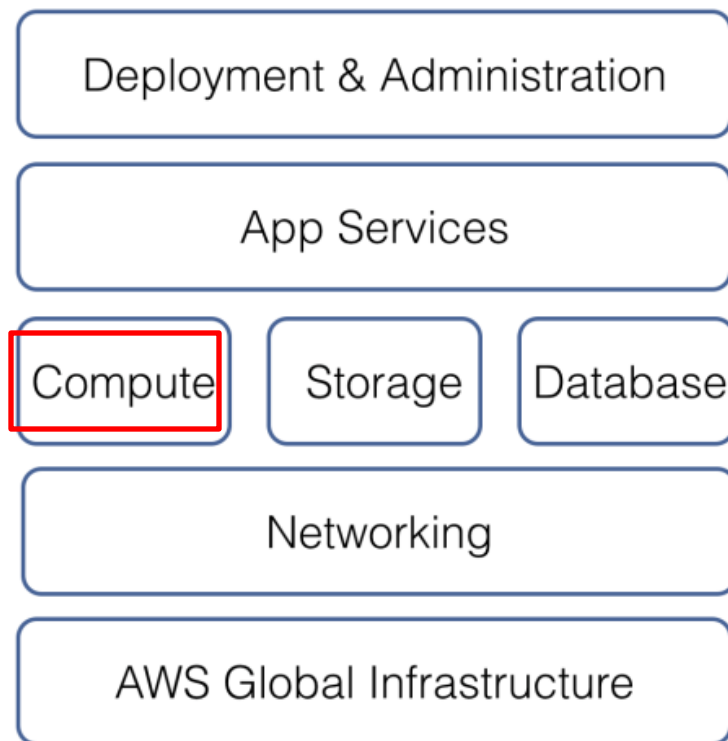 Deployment & Administration
App Services
Compute Storage Database
Networking
AWS Global Infrastructure